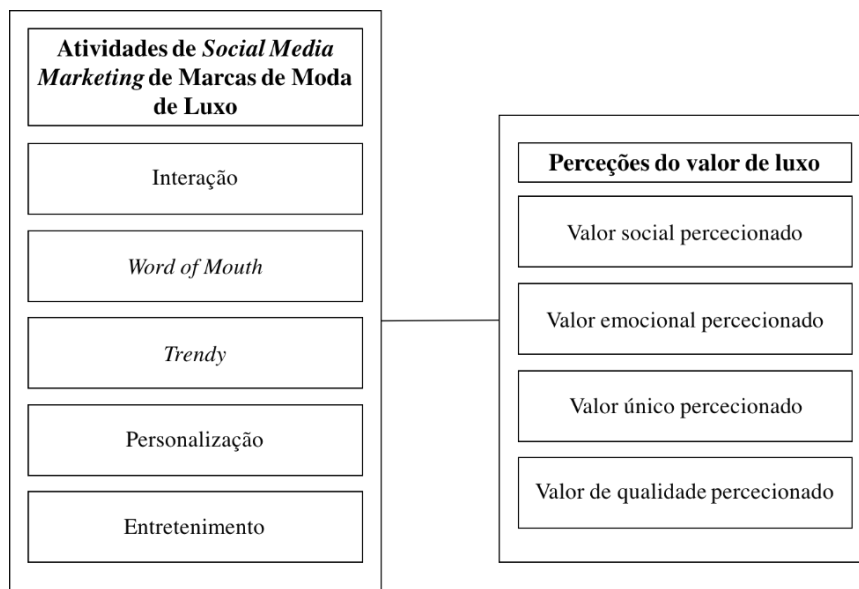 Atividades de Social Media
Marketing de Marcas de Moda
de Luxo
Interação
Word of Mouth
Trendy
Personalização
Entretenimento
Perceções do valor de luxo
Valor social percecionado
Valor emocional percecionado
Valor único percecionado
Valor de qualidade percecionado